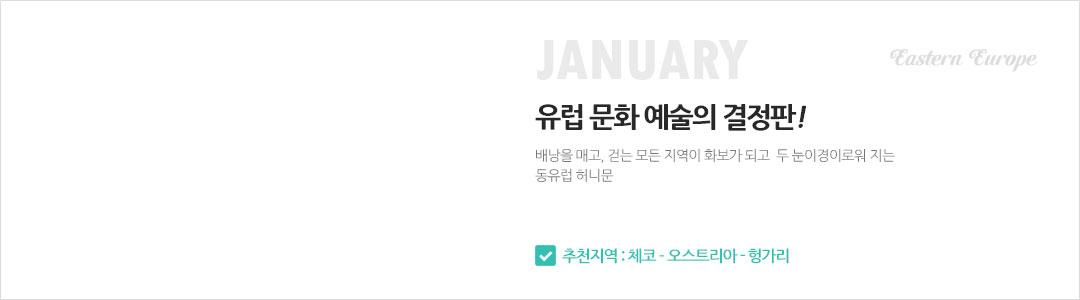 JANUARY
Eastern Europe
유럽 문화 예술의 결정판!
배낭을 매고, 걷는 모든 지역이 화보가 되고 두 눈이경이로워 지는
동유럽 허니문
추천지역 : 체코 - 오스트리아 - 헝가리